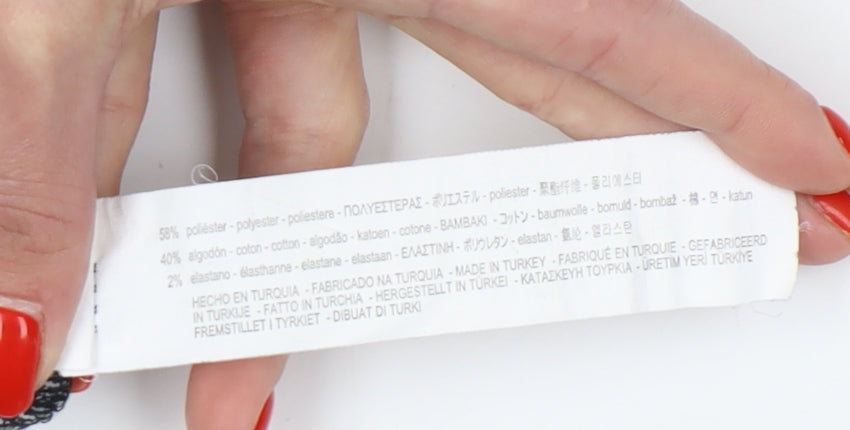 58% poliéster - polyester - poliestere - ΠΟΛΥΕΣΤΕΡΑΣ - ポリエステル - poliester - 聚酯纤维 - 폴리에스터
40% algodón - coton - cotton - algodão - katoen - cotone - ΒΑΜΒΑΚΙ - コットン - baumwolle - bomuld - bombaž - 棉 - 면 - katun
2% elastano - élasthanne - elastane - elastaan - ΕΛΑΣΤΙΝΗ - ポリウレタン - elastan - 氨纶 - 엘라스탄
HECHO EN TURQUIA - FABRICADO NA TURQUIA - MADE IN TURKEY - FABRIQUÉ EN TURQUIE - GEFABRICEERD
IN TURKIJE - FATTO IN TURCHIA - HERGESTELLT IN TÜRKEI - ΚΑΤΑΣΚΕΥΗ ΤΟΥΡΚΙΑ - ÜRETIM YERİ TÜRKİYE
FREMSTILLET I TYRKIET - DIBUAT DI TURKI